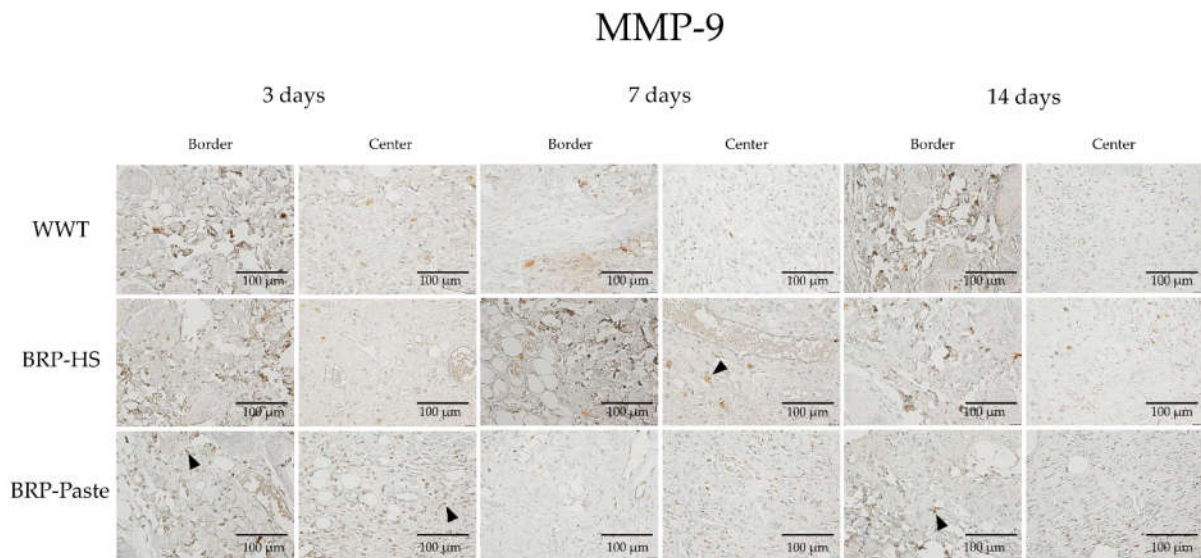 MMP-9
3 days 7 days 14 days
Border Center Border Center Border Center
WWT
100 µm 100 µm 100 µm 100 µm 100 µm 100 µm
BRP-HS
100 µm 100 µm 100 µm 100 µm 100 µm 100 µm
BRP-Paste
100 µm 100 µm 100 µm 100 µm 100 µm 100 µm